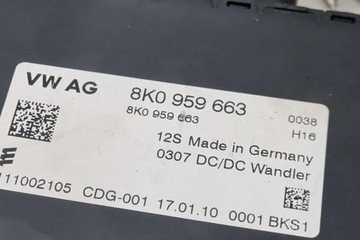 VW AG 8K0 959 663 0038
8K0 959 663 H16
12S Made in Germany
0307 DC/DC Wandler
111002105 CDG-001 17.01.10 0001 BKS1